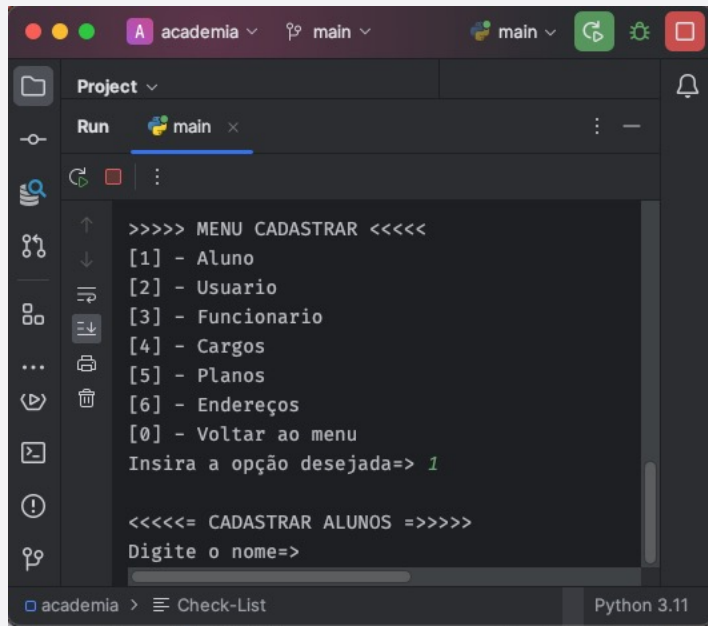 A academia main main
Project
Run main
>>>>> MENU CADASTRAR <<<<<
[1] - Aluno
[2] - Usuario
[3] - Funcionario
[4] - Cargos
[5] - Planos
[6] - Endereços
[0] - Voltar ao menu
Insira a opção desejada=> 1
<<<<<= CADASTRAR ALUNOS =>>>>>
Digite o nome=>
academia > Check-List Python 3.11